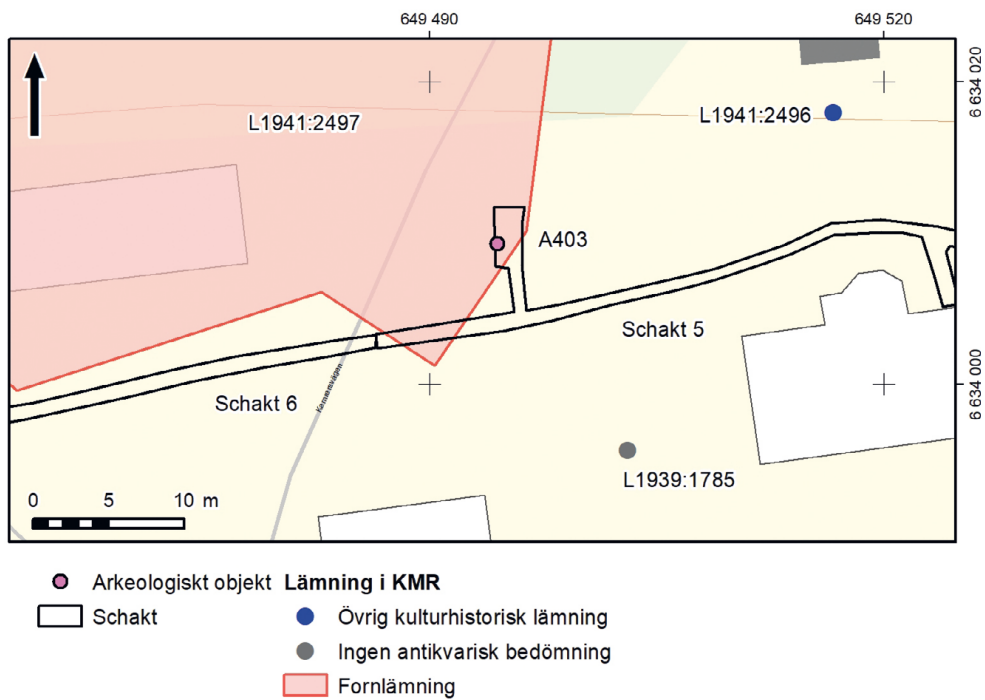 649 490
649 520
6 634 020
L1941:2497
L1941:2496
A403
Schakt 5
Kammenvägen
6 634 000
Schakt 6
L1939:1785
0 5 10 m
Arkeologiskt objekt
Schakt
Lämning i KMR
Övrig kulturhistorisk lämning
Ingen antikvarisk bedömning
Fornlämning